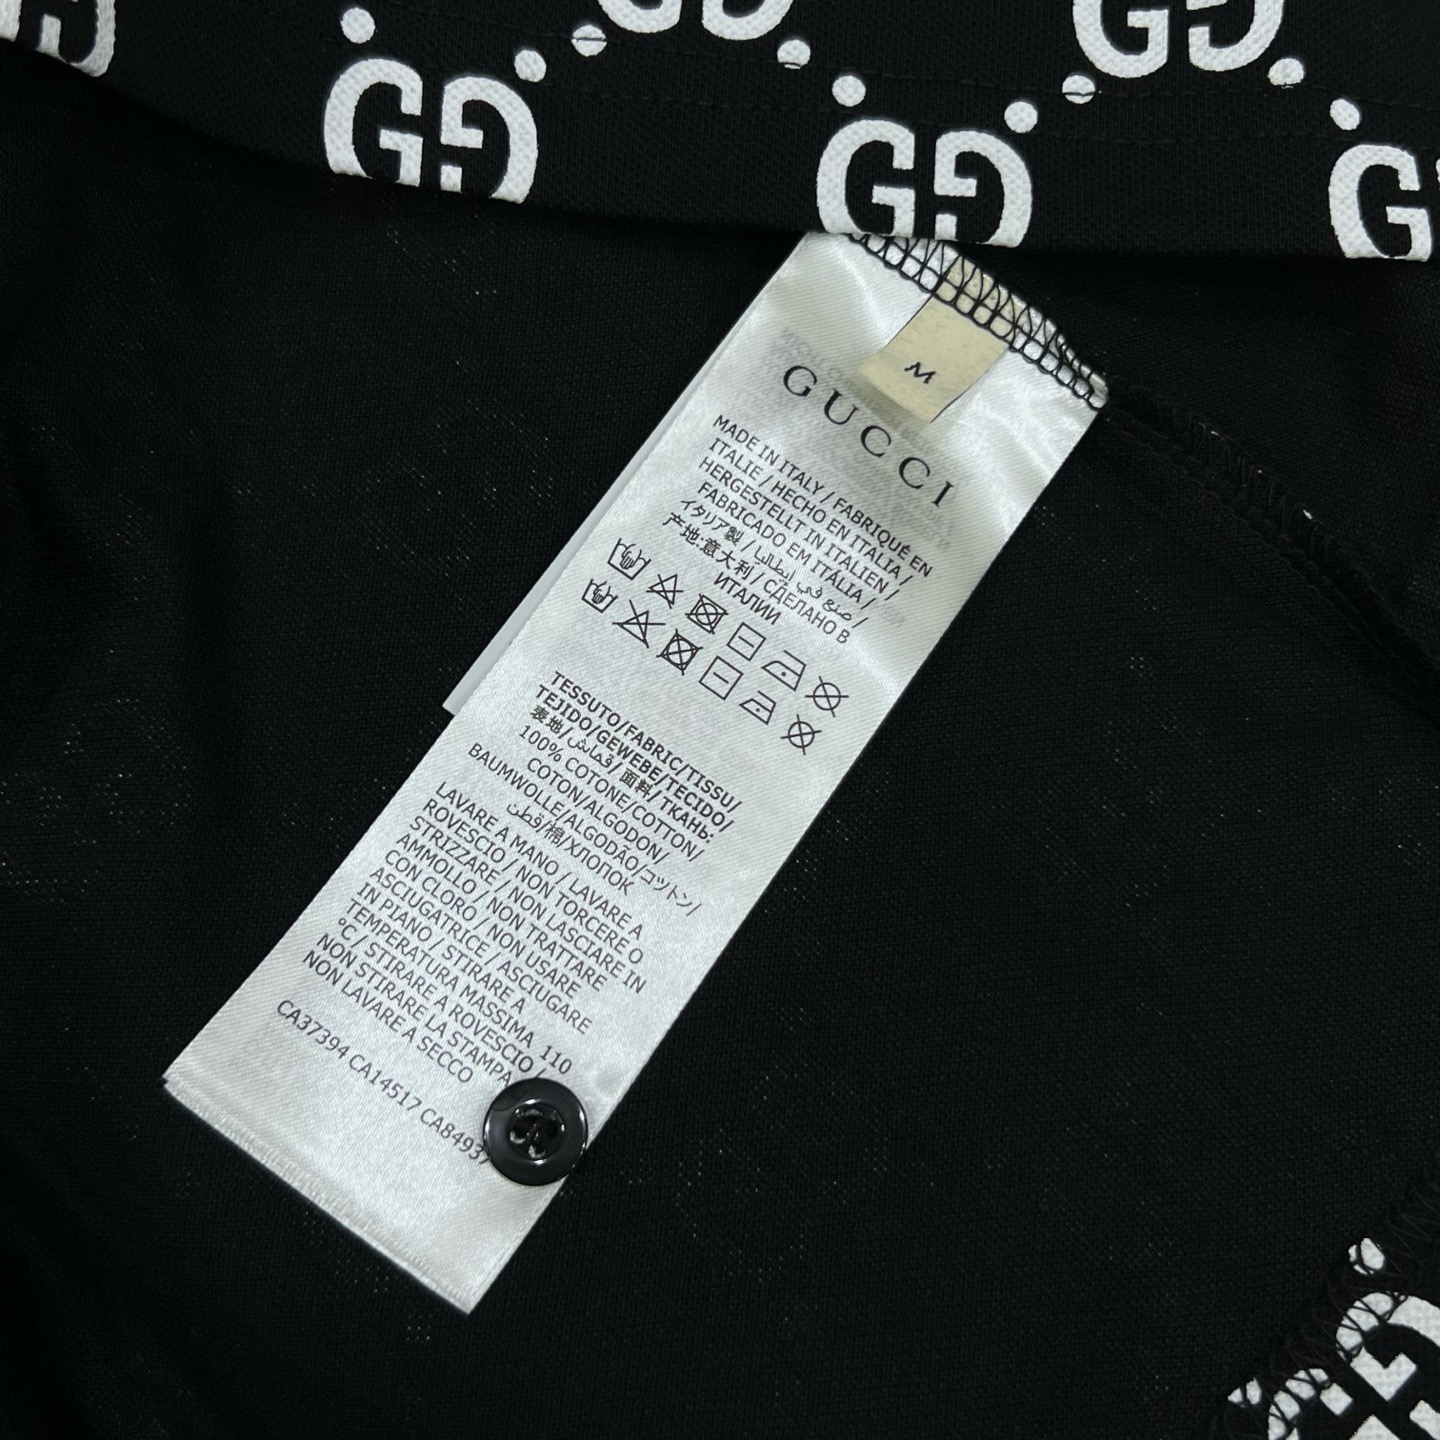 M
GUCCI
MADE IN ITALY / FABRIQUÉ EN
ITALIE / HECHO EN ITALIA /
HERGESTELLT IN ITALIEN /
FABRICADO EM ITÁLIA /
イタリア製 / صنع في إيطاليا /
产地:意大利 / СДЕЛАНО В
ИТАЛИИ
TESSUTO/FABRIC/TISSU/
TEJIDO/GEWEBE/TECIDO/
表地/قماش/面料/ТКАНЬ:
100% COTONE/COTTON/
COTON/ALGODON/
BAUMWOLLE/ALGODÃO/コットン/
قطن/棉/ХЛОПОК
LAVARE A MANO / LAVARE A
ROVESCIO / NON TORCERE O
STRIZZARE / NON LASCIARE IN
AMMOLLO / NON TRATTARE
CON CLORO / NON USARE
ASCIUGATRICE / ASCIUGARE
IN PIANO / STIRARE A
TEMPERATURA MASSIMA 110
°C / STIRARE A ROVESCIO /
NON STIRARE LA STAMPA /
NON LAVARE A SECCO
CA37394 CA14517 CA84937